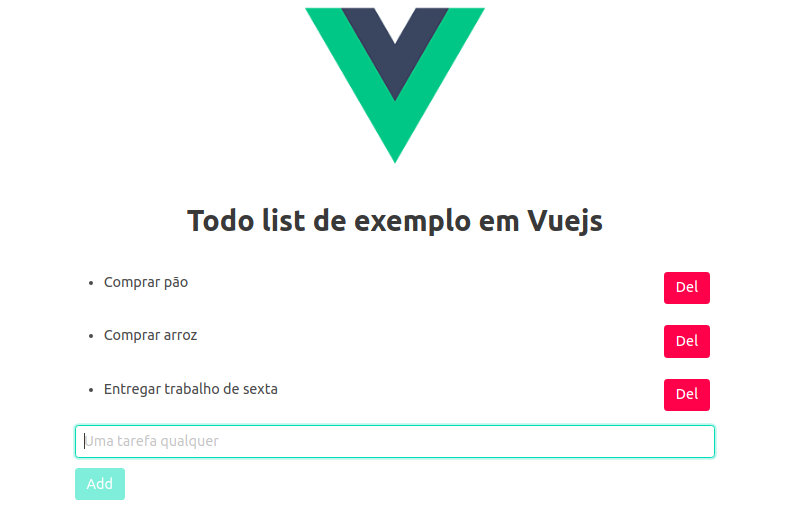 Todo list de exemplo em Vuejs
Comprar pão
Del
Comprar arroz
Del
Entregar trabalho de sexta
Del
Uma tarefa qualquer
Add